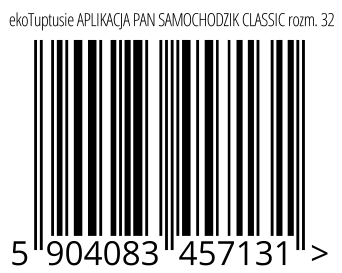 ekoTuptusie APLIKACJA PAN SAMOCHODZIK CLASSIC rozm. 32
5 904083 457131 >